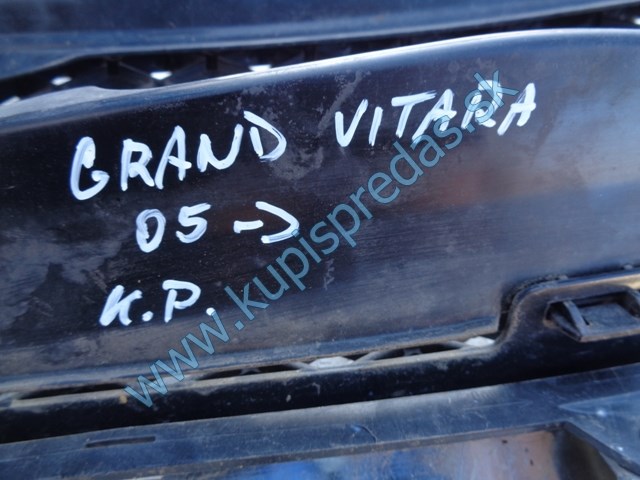 GRAND VITARA
05->
K.P.
www.kupispredas.sk